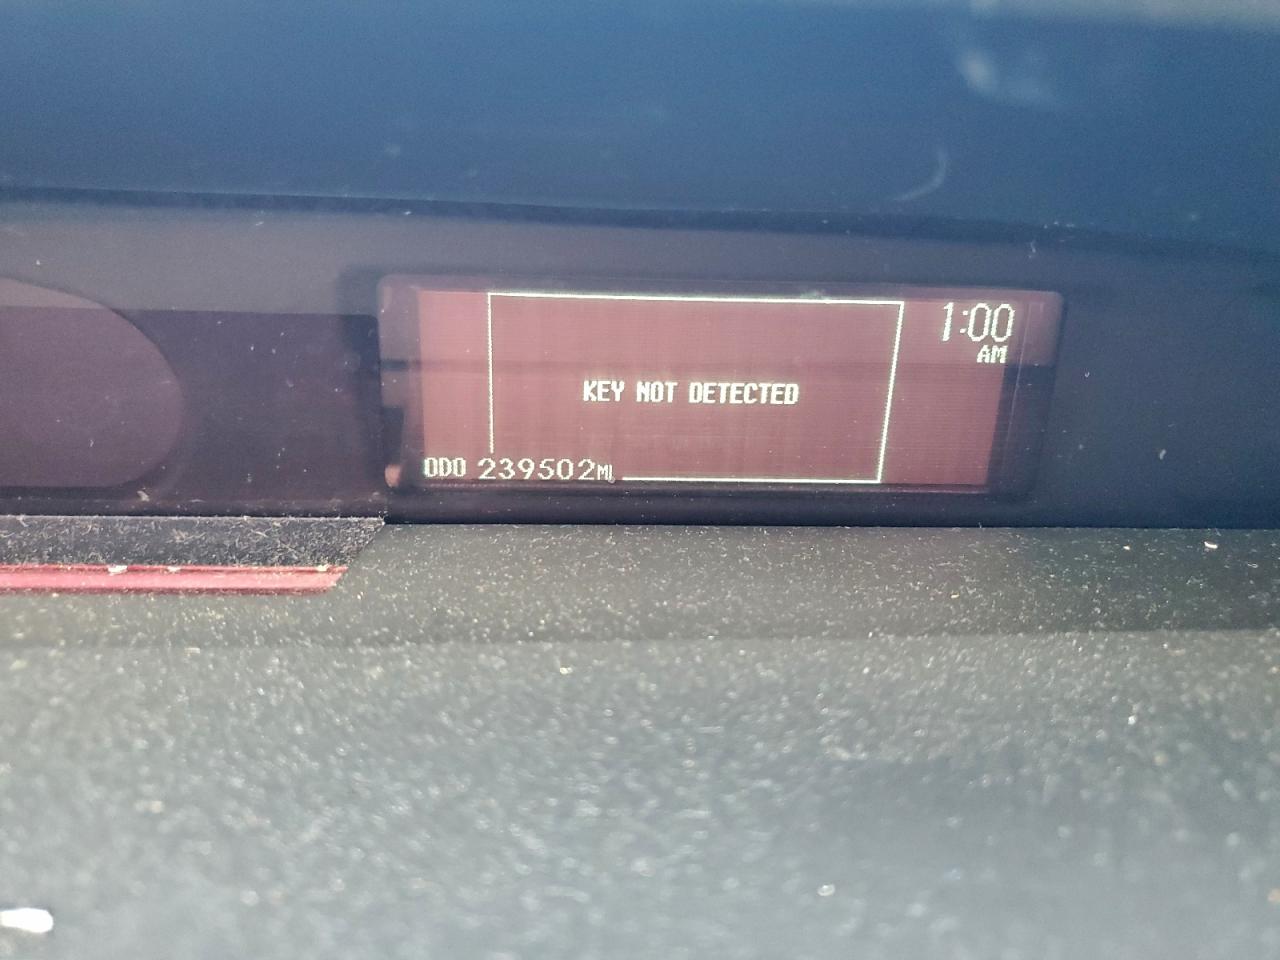 1:00
AM
KEY NOT DETECTED
ODO 239502MI